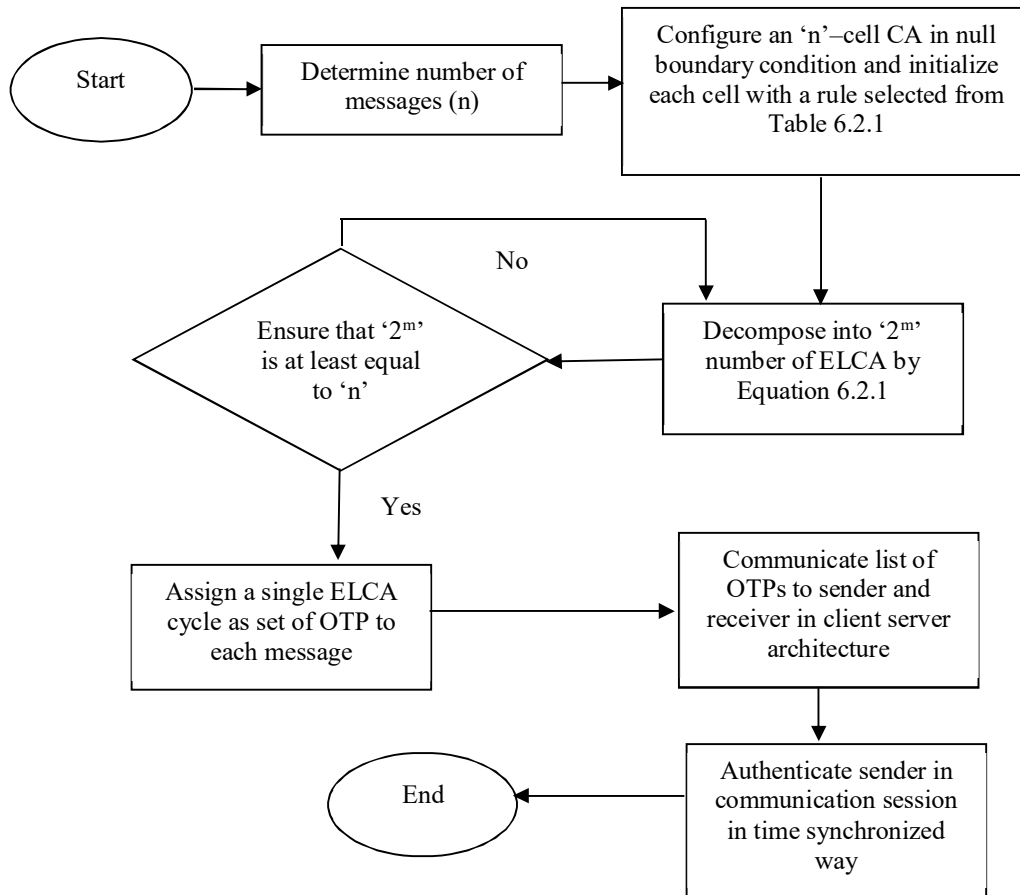 Start
Determine number of
messages (n)
Configure an ‘n’–cell CA in null
boundary condition and initialize
each cell with a rule selected from
Table 6.2.1
No
Ensure that ‘2ᵐ’
is at least equal
to ‘n’
Decompose into ‘2ᵐ’
number of ELCA by
Equation 6.2.1
Yes
Assign a single ELCA
cycle as set of OTP to
each message
Communicate list of
OTPs to sender and
receiver in client server
architecture
Authenticate sender in
communication session
in time synchronized
way
End